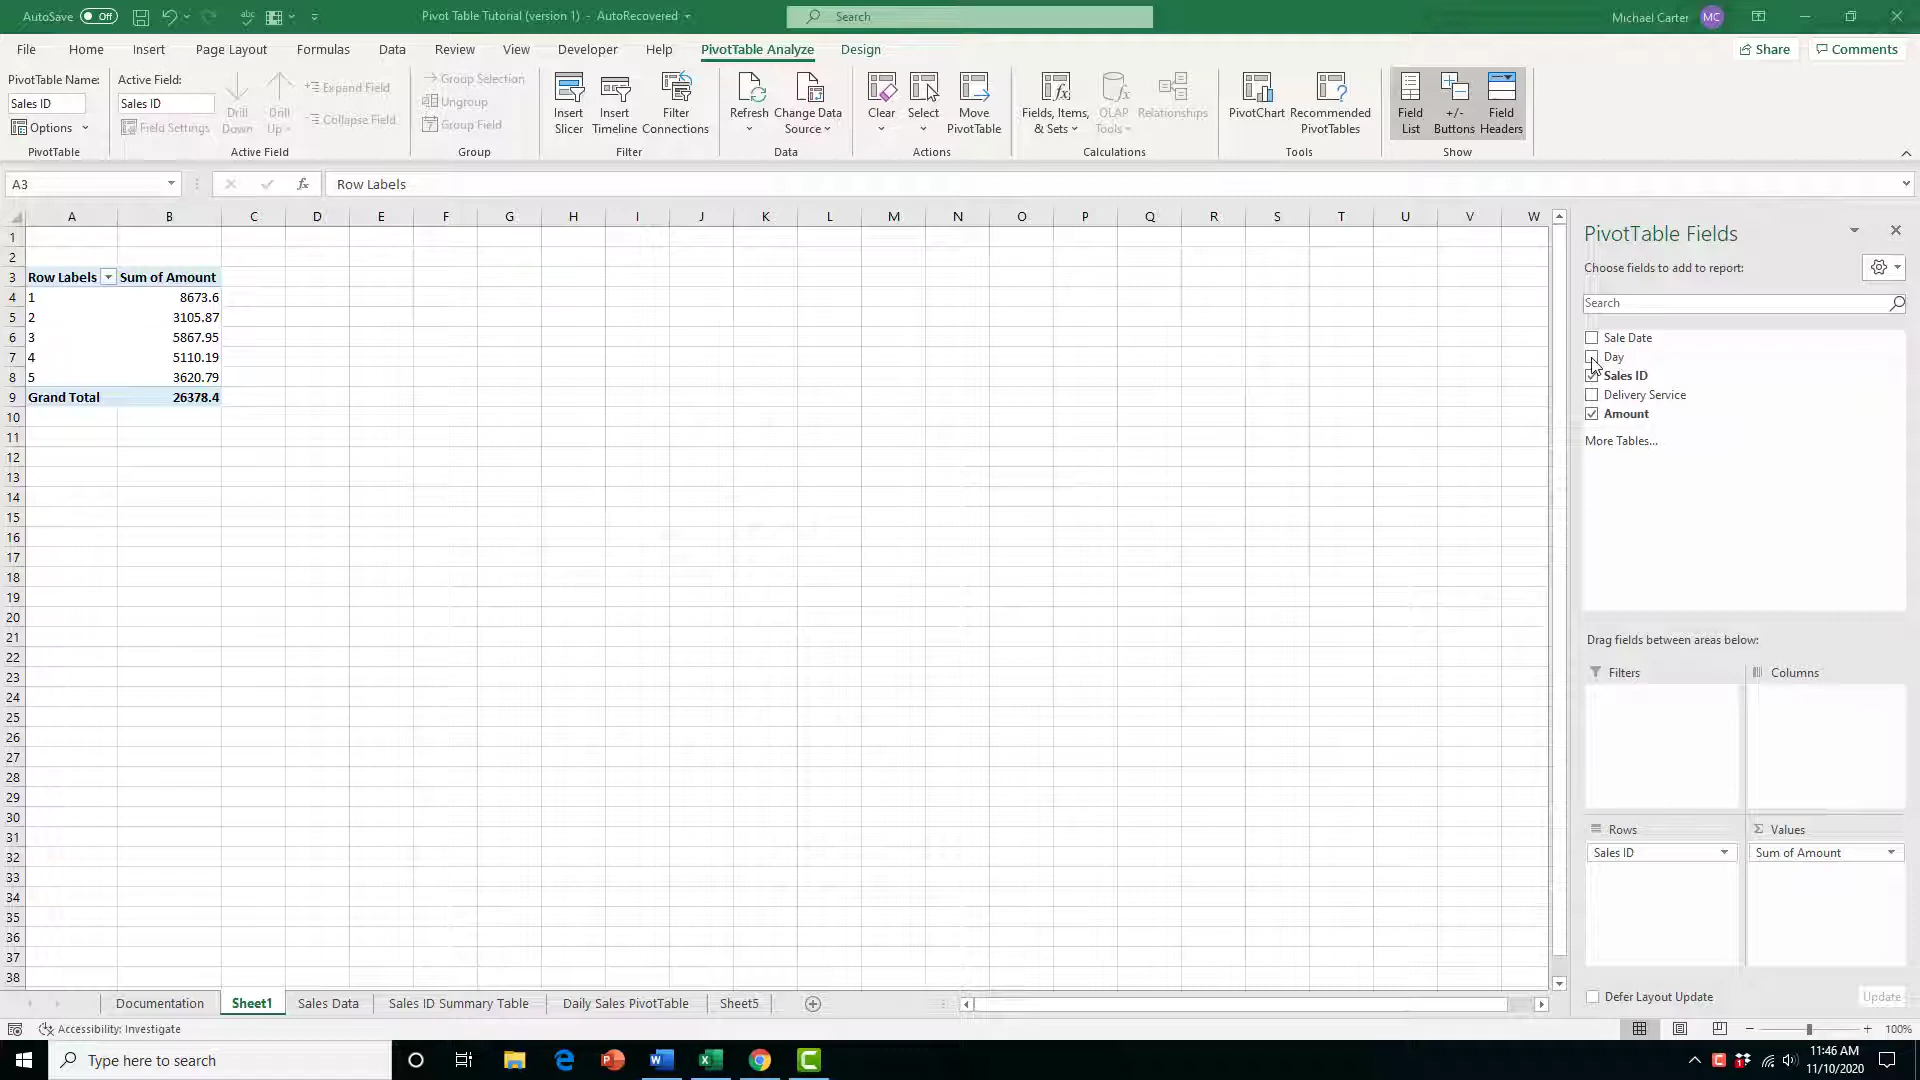 AutoSave Off
Pivot Table Tutorial (version 1) - AutoRecovered
Search
Michael Carter MC
File Home Insert Page Layout Formulas Data Review View Developer Help PivotTable Analyze Design
Share Comments
PivotTable Name:
Sales ID
Options
PivotTable
Active Field:
Sales ID
Field Settings
Drill Down
Drill Up
Expand Field
Collapse Field
Active Field
Group Selection
Ungroup
Group Field
Group
Insert Slicer
Insert Timeline
Filter Connections
Filter
Refresh
Change Data Source
Data
Clear
Select
Move PivotTable
Actions
Fields, Items, & Sets
OLAP Tools
Relationships
Calculations
PivotChart
Recommended PivotTables
Tools
Field List
+/- Buttons
Field Headers
Show
A3
fx
Row Labels
A B C D E F G H I J K L M N O P Q R S T U V W
1
2
3 Row Labels Sum of Amount
4 1 8673.6
5 2 3105.87
6 3 5867.95
7 4 5110.19
8 5 3620.79
9 Grand Total 26378.4
10
11
12
13
14
15
16
17
18
19
20
21
22
23
24
25
26
27
28
29
30
31
32
33
34
35
36
37
38
PivotTable Fields
Choose fields to add to report:
Search
Sale Date
Day
Sales ID
Delivery Service
Amount
More Tables...
Drag fields between areas below:
Filters
Columns
Rows
Sales ID
Values
Sum of Amount
Defer Layout Update
Update
Documentation Sheet1 Sales Data Sales ID Summary Table Daily Sales PivotTable Sheet5
Accessibility: Investigate
100%
Type here to search
11:46 AM
11/10/2020